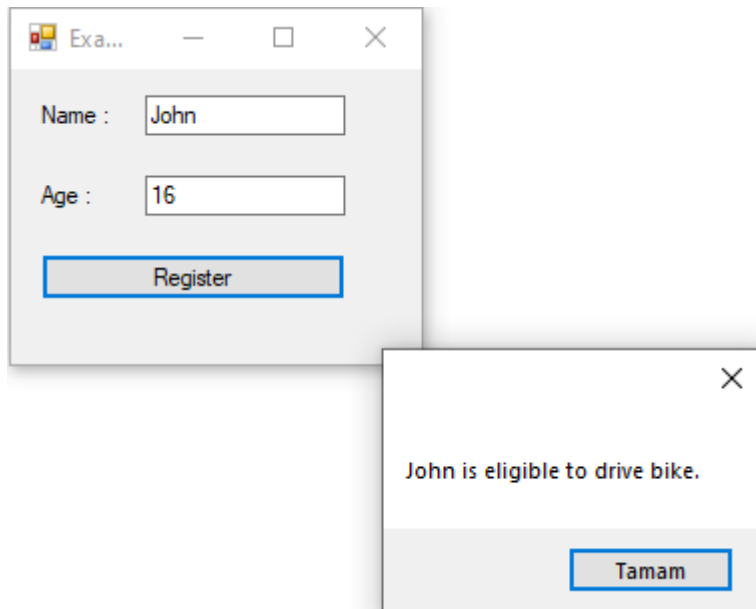 Exa...
Name : John
Age : 16
Register
John is eligible to drive bike.
Tamam